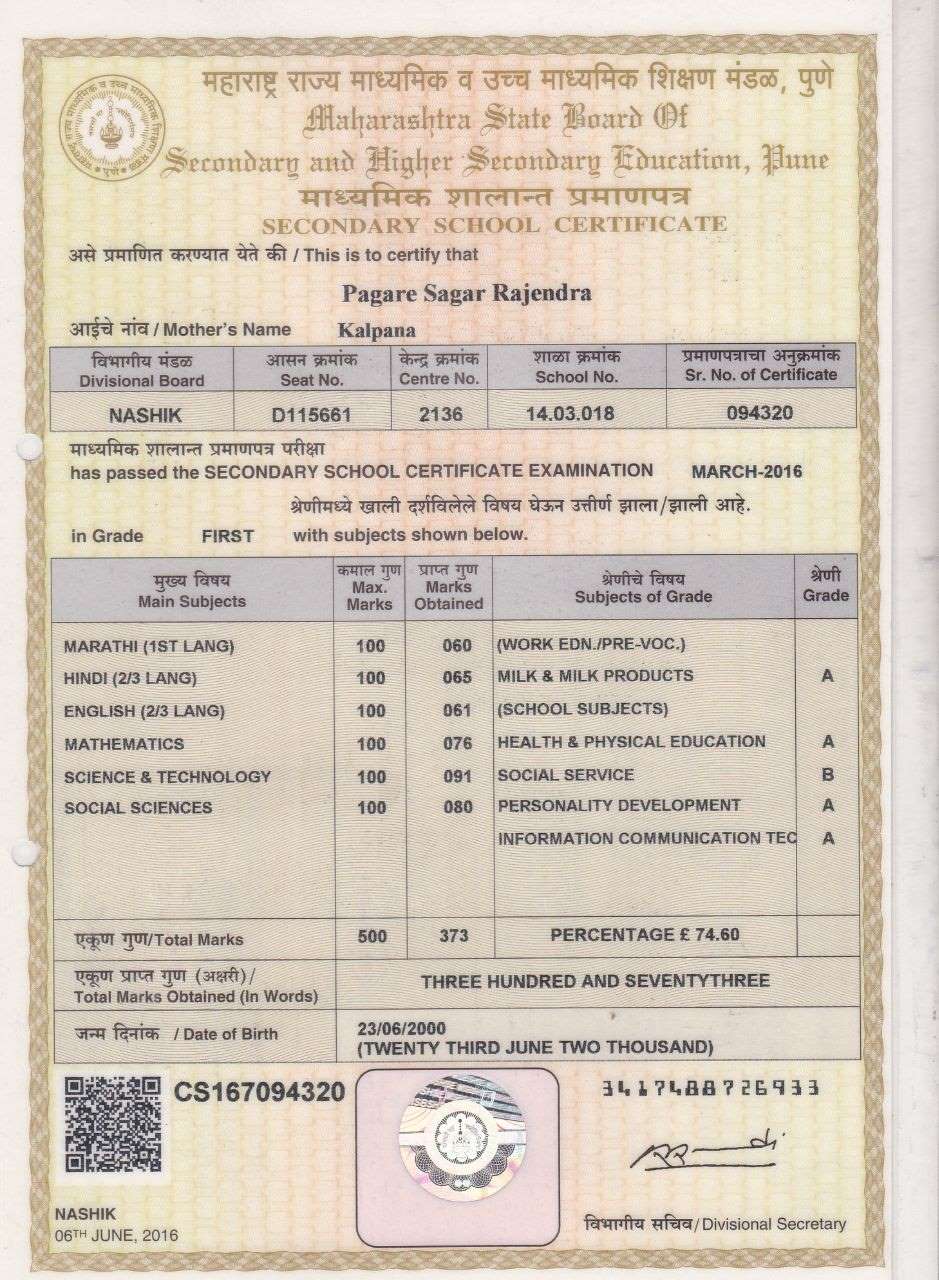 महाराष्ट्र राज्य माध्यमिक व उच्च माध्यमिक शिक्षण मंडळ, पुणे
Maharashtra State Board Of
Secondary and Higher Secondary Education, Pune
माध्यमिक शालान्त प्रमाणपत्र
SECONDARY SCHOOL CERTIFICATE
असे प्रमाणित करण्यात येते की / This is to certify that
Pagare Sagar Rajendra
आईचे नांव / Mother's Name Kalpana
विभागीय मंडळ आसन क्रमांक केन्द्र क्रमांक शाळा क्रमांक प्रमाणपत्राचा अनुक्रमांक
Divisional Board Seat No. Centre No. School No. Sr. No. of Certificate
NASHIK D115661 2136 14.03.018 094320
माध्यमिक शालान्त प्रमाणपत्र परीक्षा
has passed the SECONDARY SCHOOL CERTIFICATE EXAMINATION MARCH-2016
श्रेणीमध्ये खाली दर्शविलेले विषय घेऊन उत्तीर्ण झाला/झाली आहे.
in Grade FIRST with subjects shown below.
मुख्य विषय कमाल गुण प्राप्त गुण श्रेणीचे विषय श्रेणी
Main Subjects Max. Marks Marks Obtained Subjects of Grade Grade
MARATHI (1ST LANG) 100 060 (WORK EDN./PRE-VOC.)
HINDI (2/3 LANG) 100 065 MILK & MILK PRODUCTS A
ENGLISH (2/3 LANG) 100 061 (SCHOOL SUBJECTS)
MATHEMATICS 100 076 HEALTH & PHYSICAL EDUCATION A
SCIENCE & TECHNOLOGY 100 091 SOCIAL SERVICE B
SOCIAL SCIENCES 100 080 PERSONALITY DEVELOPMENT A
INFORMATION COMMUNICATION TEC A
एकूण गुण/Total Marks 500 373 PERCENTAGE £ 74.60
एकूण प्राप्त गुण (अक्षरी)/
Total Marks Obtained (In Words) THREE HUNDRED AND SEVENTYTHREE
जन्म दिनांक / Date of Birth 23/06/2000
(TWENTY THIRD JUNE TWO THOUSAND)
CS167094320 3417488726933
NASHIK
06TH JUNE, 2016
विभागीय सचिव/Divisional Secretary